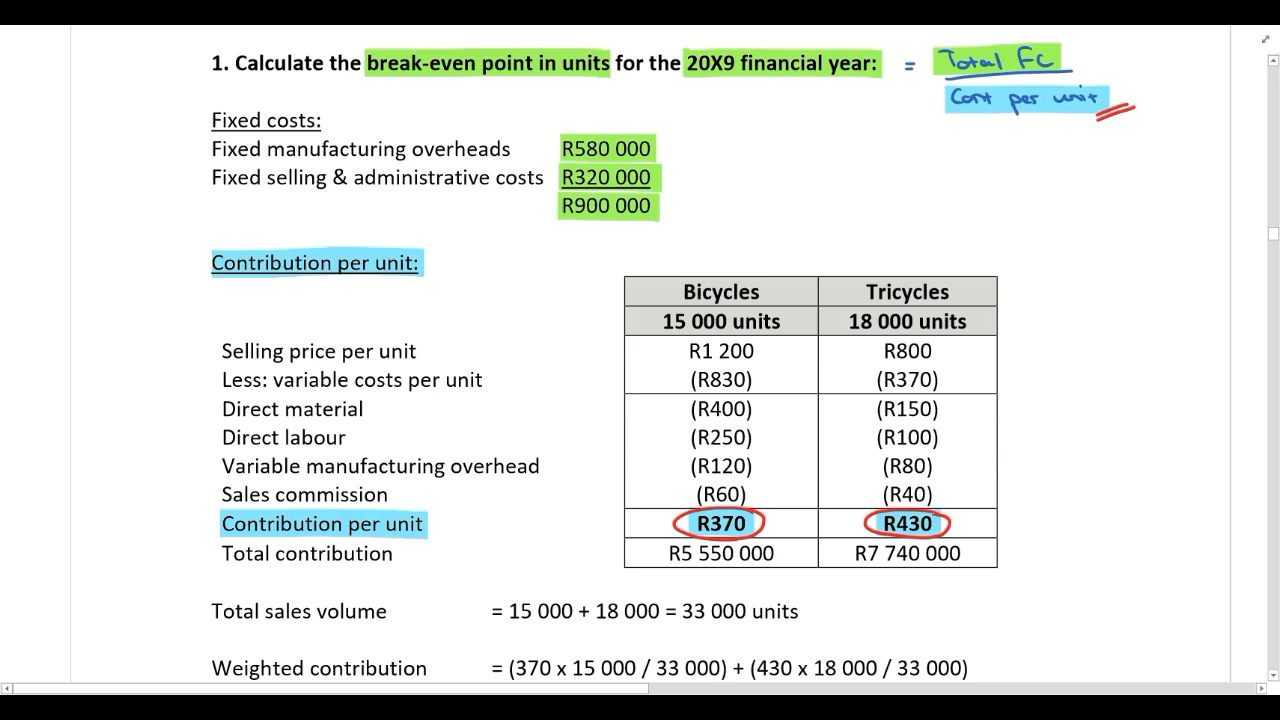 1. Calculate the break-even point in units for the 20X9 financial year: = Total FC
Cont per unit
Fixed costs:
Fixed manufacturing overheads R580 000
Fixed selling & administrative costs R320 000
R900 000
Contribution per unit:
Bicycles Tricycles
15 000 units 18 000 units
Selling price per unit R1 200 R800
Less: variable costs per unit (R830) (R370)
Direct material (R400) (R150)
Direct labour (R250) (R100)
Variable manufacturing overhead (R120) (R80)
Sales commission (R60) (R40)
Contribution per unit R370 R430
Total contribution R5 550 000 R7 740 000
Total sales volume = 15 000 + 18 000 = 33 000 units
Weighted contribution = (370 x 15 000 / 33 000) + (430 x 18 000 / 33 000)